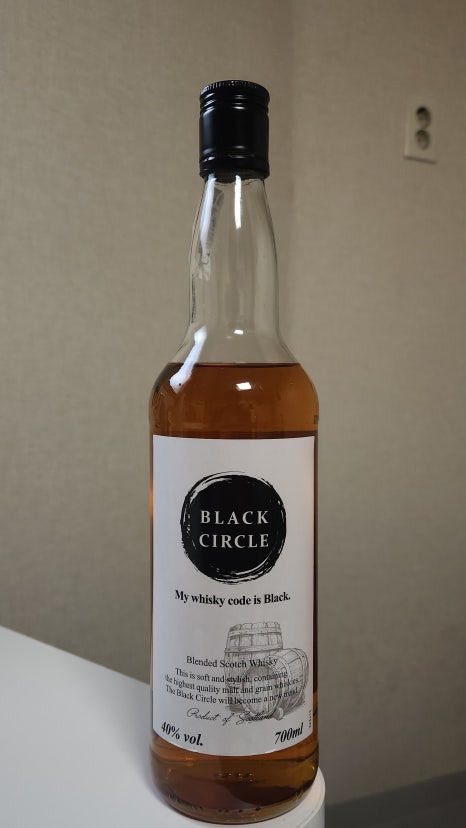 BLACK
CIRCLE
My whisky code is Black.
Blended Scotch Whisky
This is soft and stylish, containing
the highest quality malt and grain whiskies.
The Black Circle will become a new trend.
Product of Scotland
40% vol.
700ml